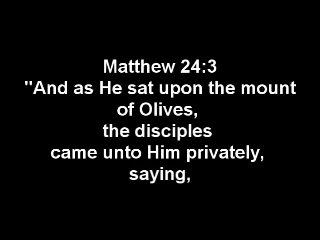 Matthew 24:3
"And as He sat upon the mount
of Olives,
the disciples
came unto Him privately,
saying,